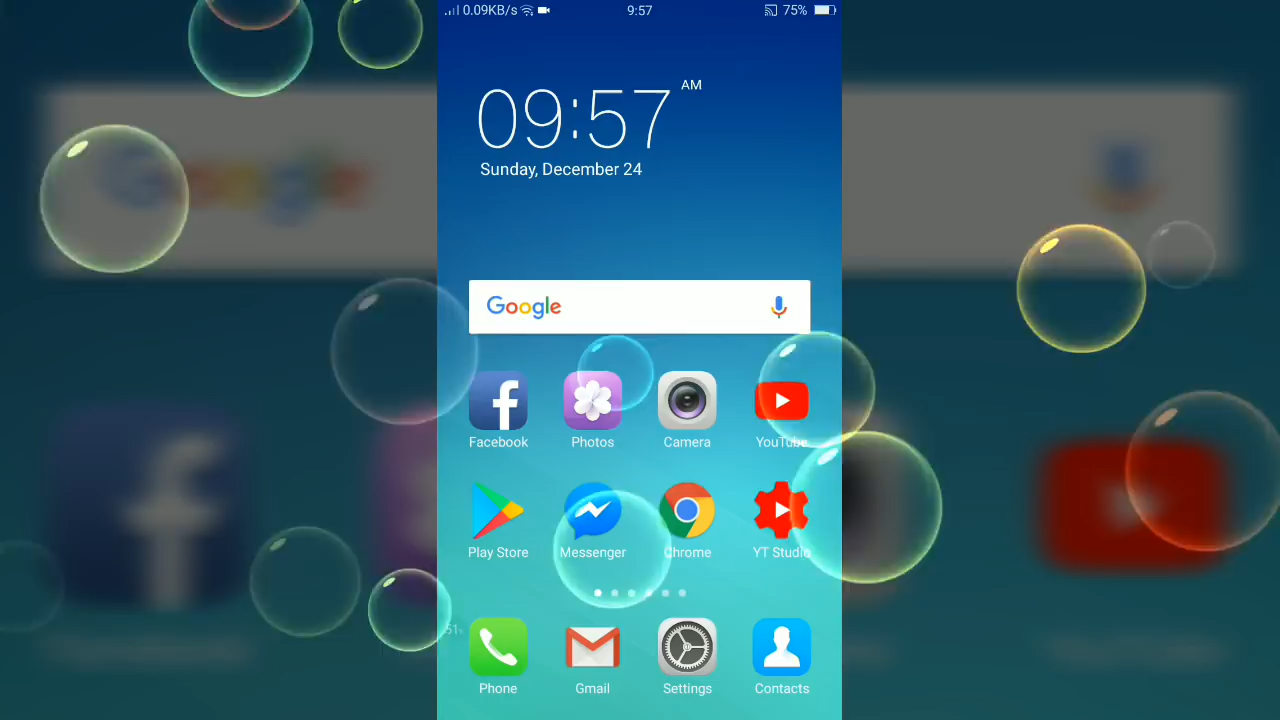 0.09KB/s 9:57 75%
09:57 AM
Sunday, December 24
Google
Facebook Photos Camera YouTube
Play Store Messenger Chrome YT Studio
Phone Gmail Settings Contacts